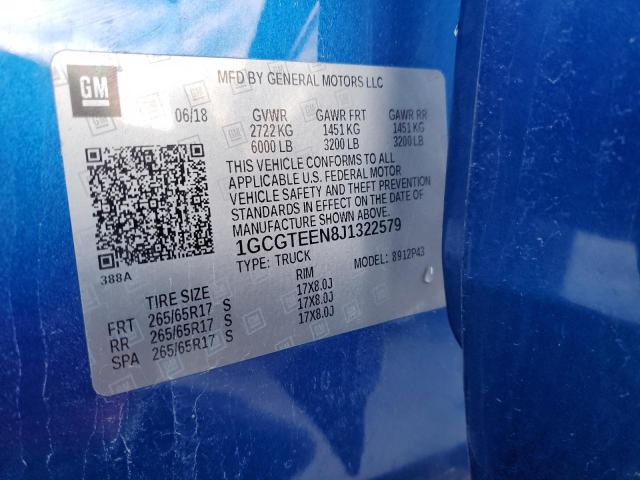 GM
MFD BY GENERAL MOTORS LLC
06/18 GVWR GAWR FRT GAWR RR
2722 KG 1451 KG 1451 KG
6000 LB 3200 LB 3200 LB
THIS VEHICLE CONFORMS TO ALL
APPLICABLE U.S. FEDERAL MOTOR
VEHICLE SAFETY AND THEFT PREVENTION
STANDARDS IN EFFECT ON THE DATE OF
MANUFACTURE SHOWN ABOVE.
1GCGTEEN8J1322579
TYPE: TRUCK MODEL: 8912P43
388A
TIRE SIZE RIM
FRT 265/65R17 S 17X8.0J
RR 265/65R17 S 17X8.0J
SPA 265/65R17 S 17X8.0J